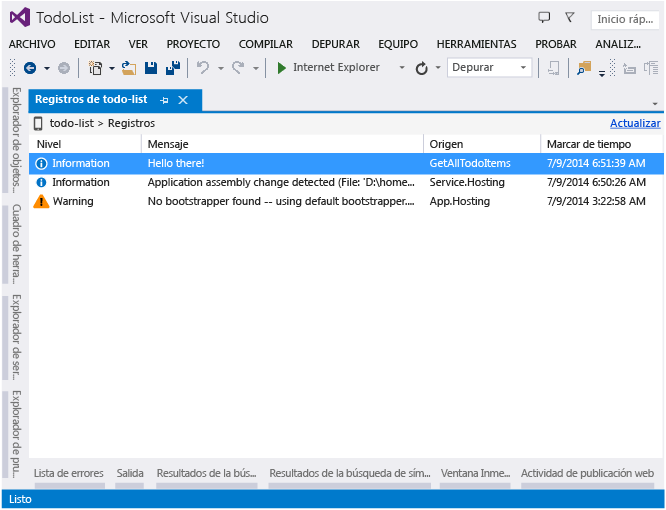 TodoList - Microsoft Visual Studio
Inicio ráp...
ARCHIVO EDITAR VER PROYECTO COMPILAR DEPURAR EQUIPO HERRAMIENTAS PROBAR ANALIZ...
Internet Explorer Depurar
Explorador de objetos...
Cuadro de herra...
Explorador de ser...
Explorador de pru...
Registros de todo-list
todo-list > Registros Actualizar
Nivel Mensaje Origen Marcar de tiempo
Information Hello there! GetAllTodoItems 7/9/2014 6:51:39 AM
Information Application assembly change detected (File: 'D:\home... Service.Hosting 7/9/2014 6:50:26 AM
Warning No bootstrapper found -- using default bootstrapper.... App.Hosting 7/9/2014 3:22:58 AM
Lista de errores Salida Resultados de la bús... Resultados de la búsqueda de sím... Ventana Inme... Actividad de publicación web
Listo